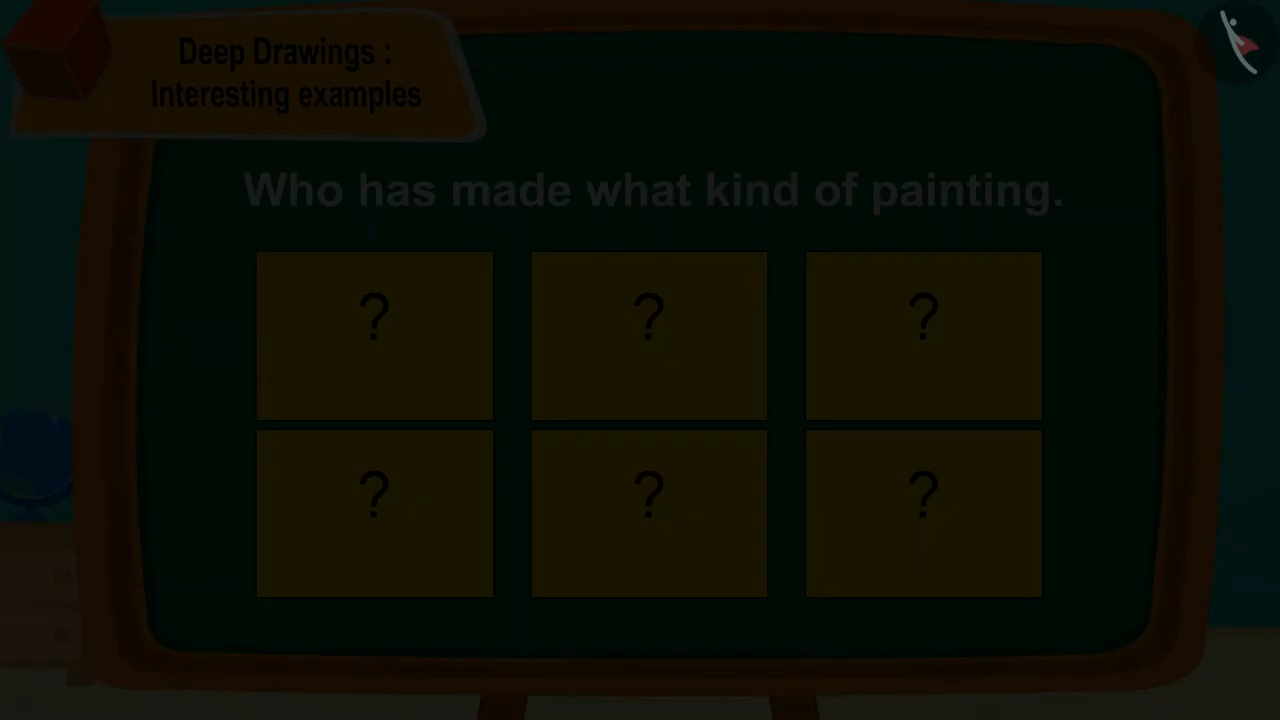 Deep Drawings :
Interesting examples
Who has made what kind of painting.
? ? ?
? ? ?